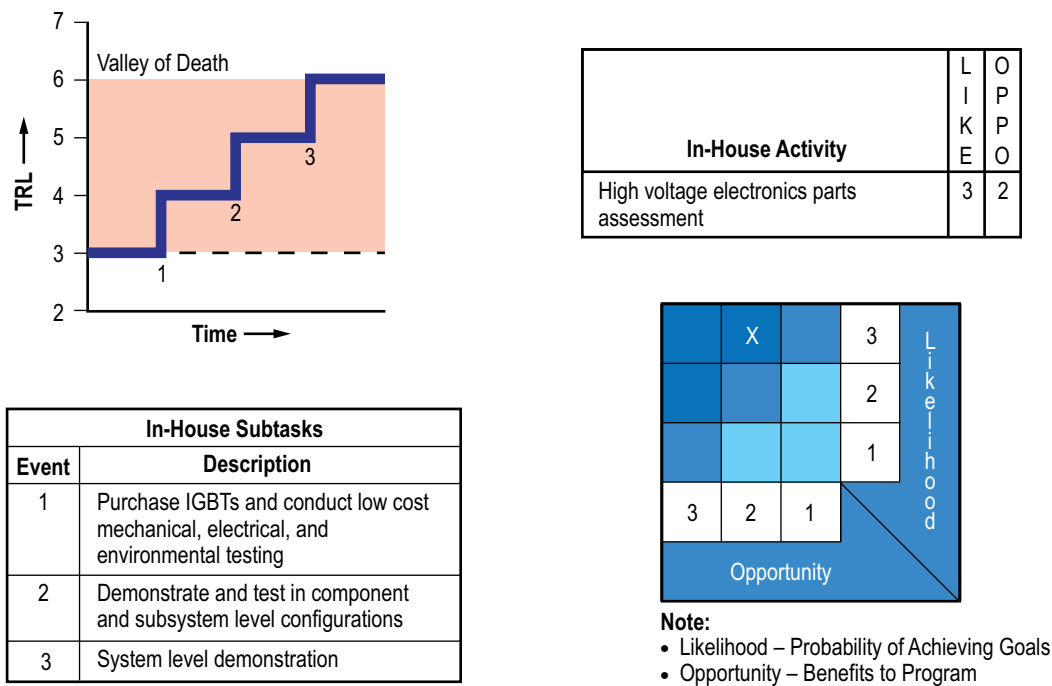 7
Valley of Death
6
5
4
3
2
TRL
1
2
3
Time
In-House Activity
LIKE
OPPO
High voltage electronics parts
assessment
3
2
In-House Subtasks
Event
Description
1
Purchase IGBTs and conduct low cost
mechanical, electrical, and
environmental testing
2
Demonstrate and test in component
and subsystem level configurations
3
System level demonstration
X
3
2
1
Likelihood
3
2
1
Opportunity
Note:
• Likelihood – Probability of Achieving Goals
• Opportunity – Benefits to Program